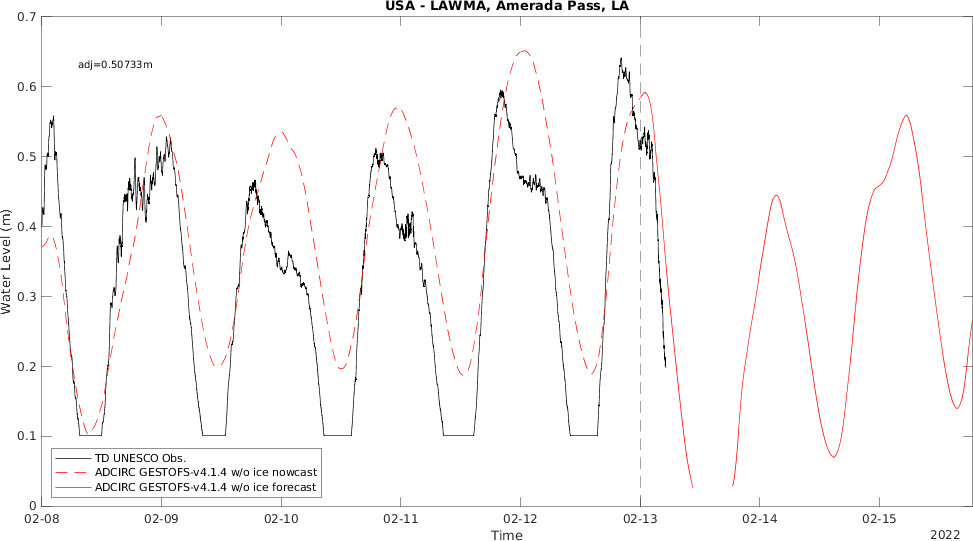 USA - LAWMA, Amerada Pass, LA
0.7
0.6
0.5
0.4
0.3
0.2
0.1
0
Water Level (m)
adj=0.50733m
TD UNESCO Obs.
ADCIRC GESTOFS-v4.1.4 w/o ice nowcast
ADCIRC GESTOFS-v4.1.4 w/o ice forecast
02-08 02-09 02-10 02-11 02-12 02-13 02-14 02-15
Time
2022